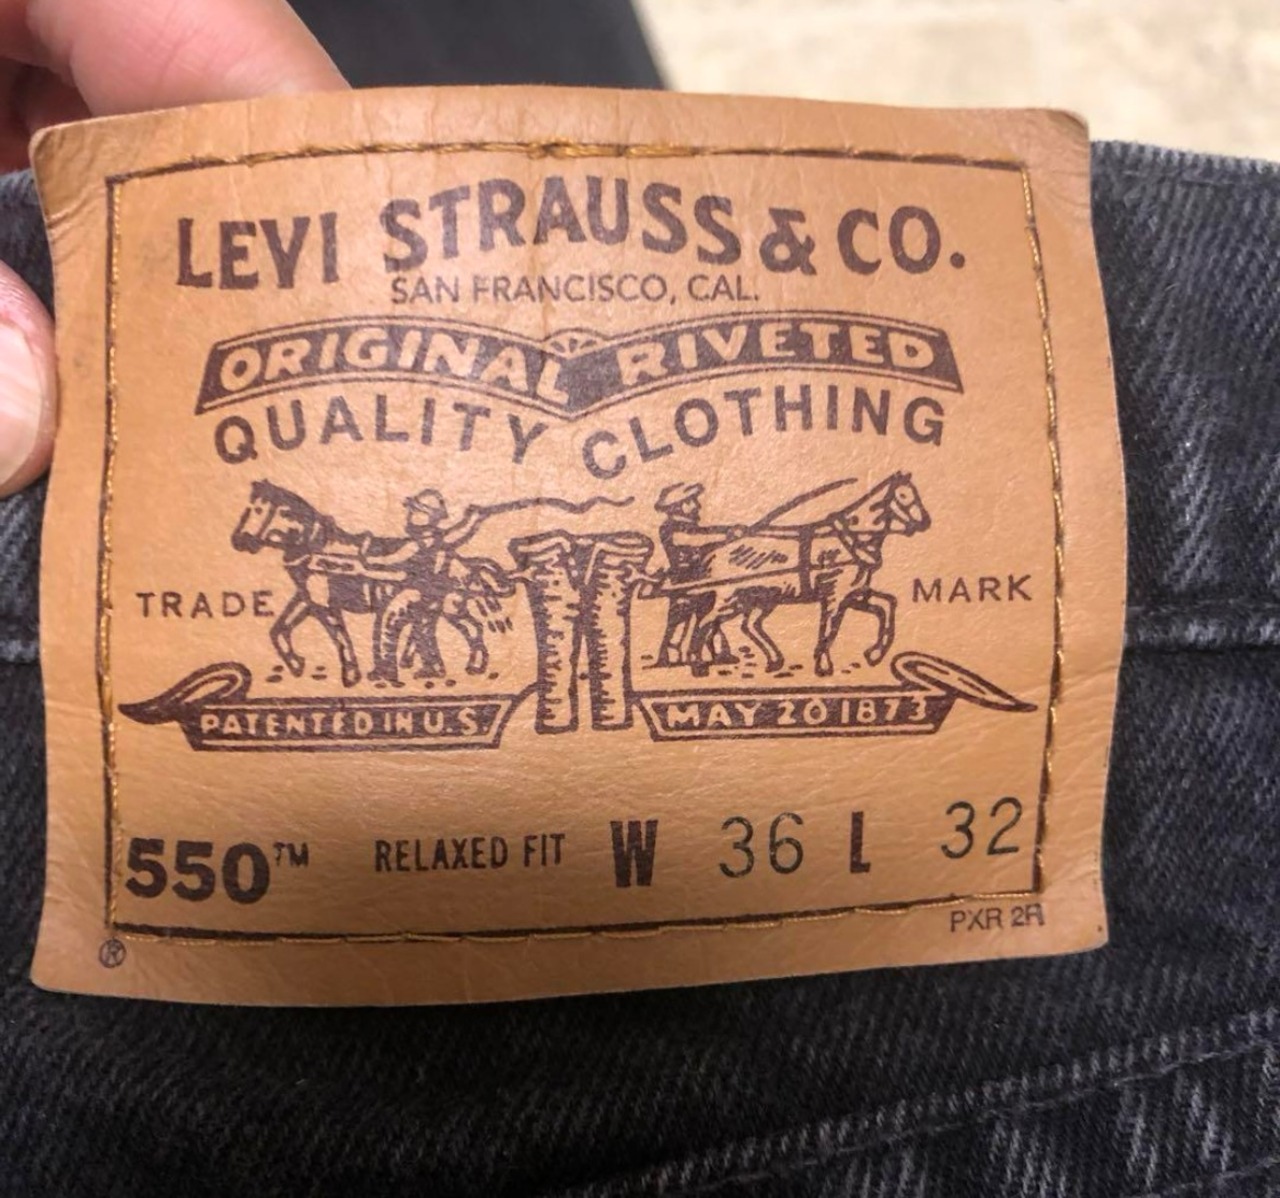 LEVI STRAUSS & CO.
SAN FRANCISCO, CAL.
ORIGINAL RIVETED
QUALITY CLOTHING
TRADE MARK
PATENTED IN U.S. MAY 20 1873
550™ RELAXED FIT W 36 L 32
PXR 2R
®